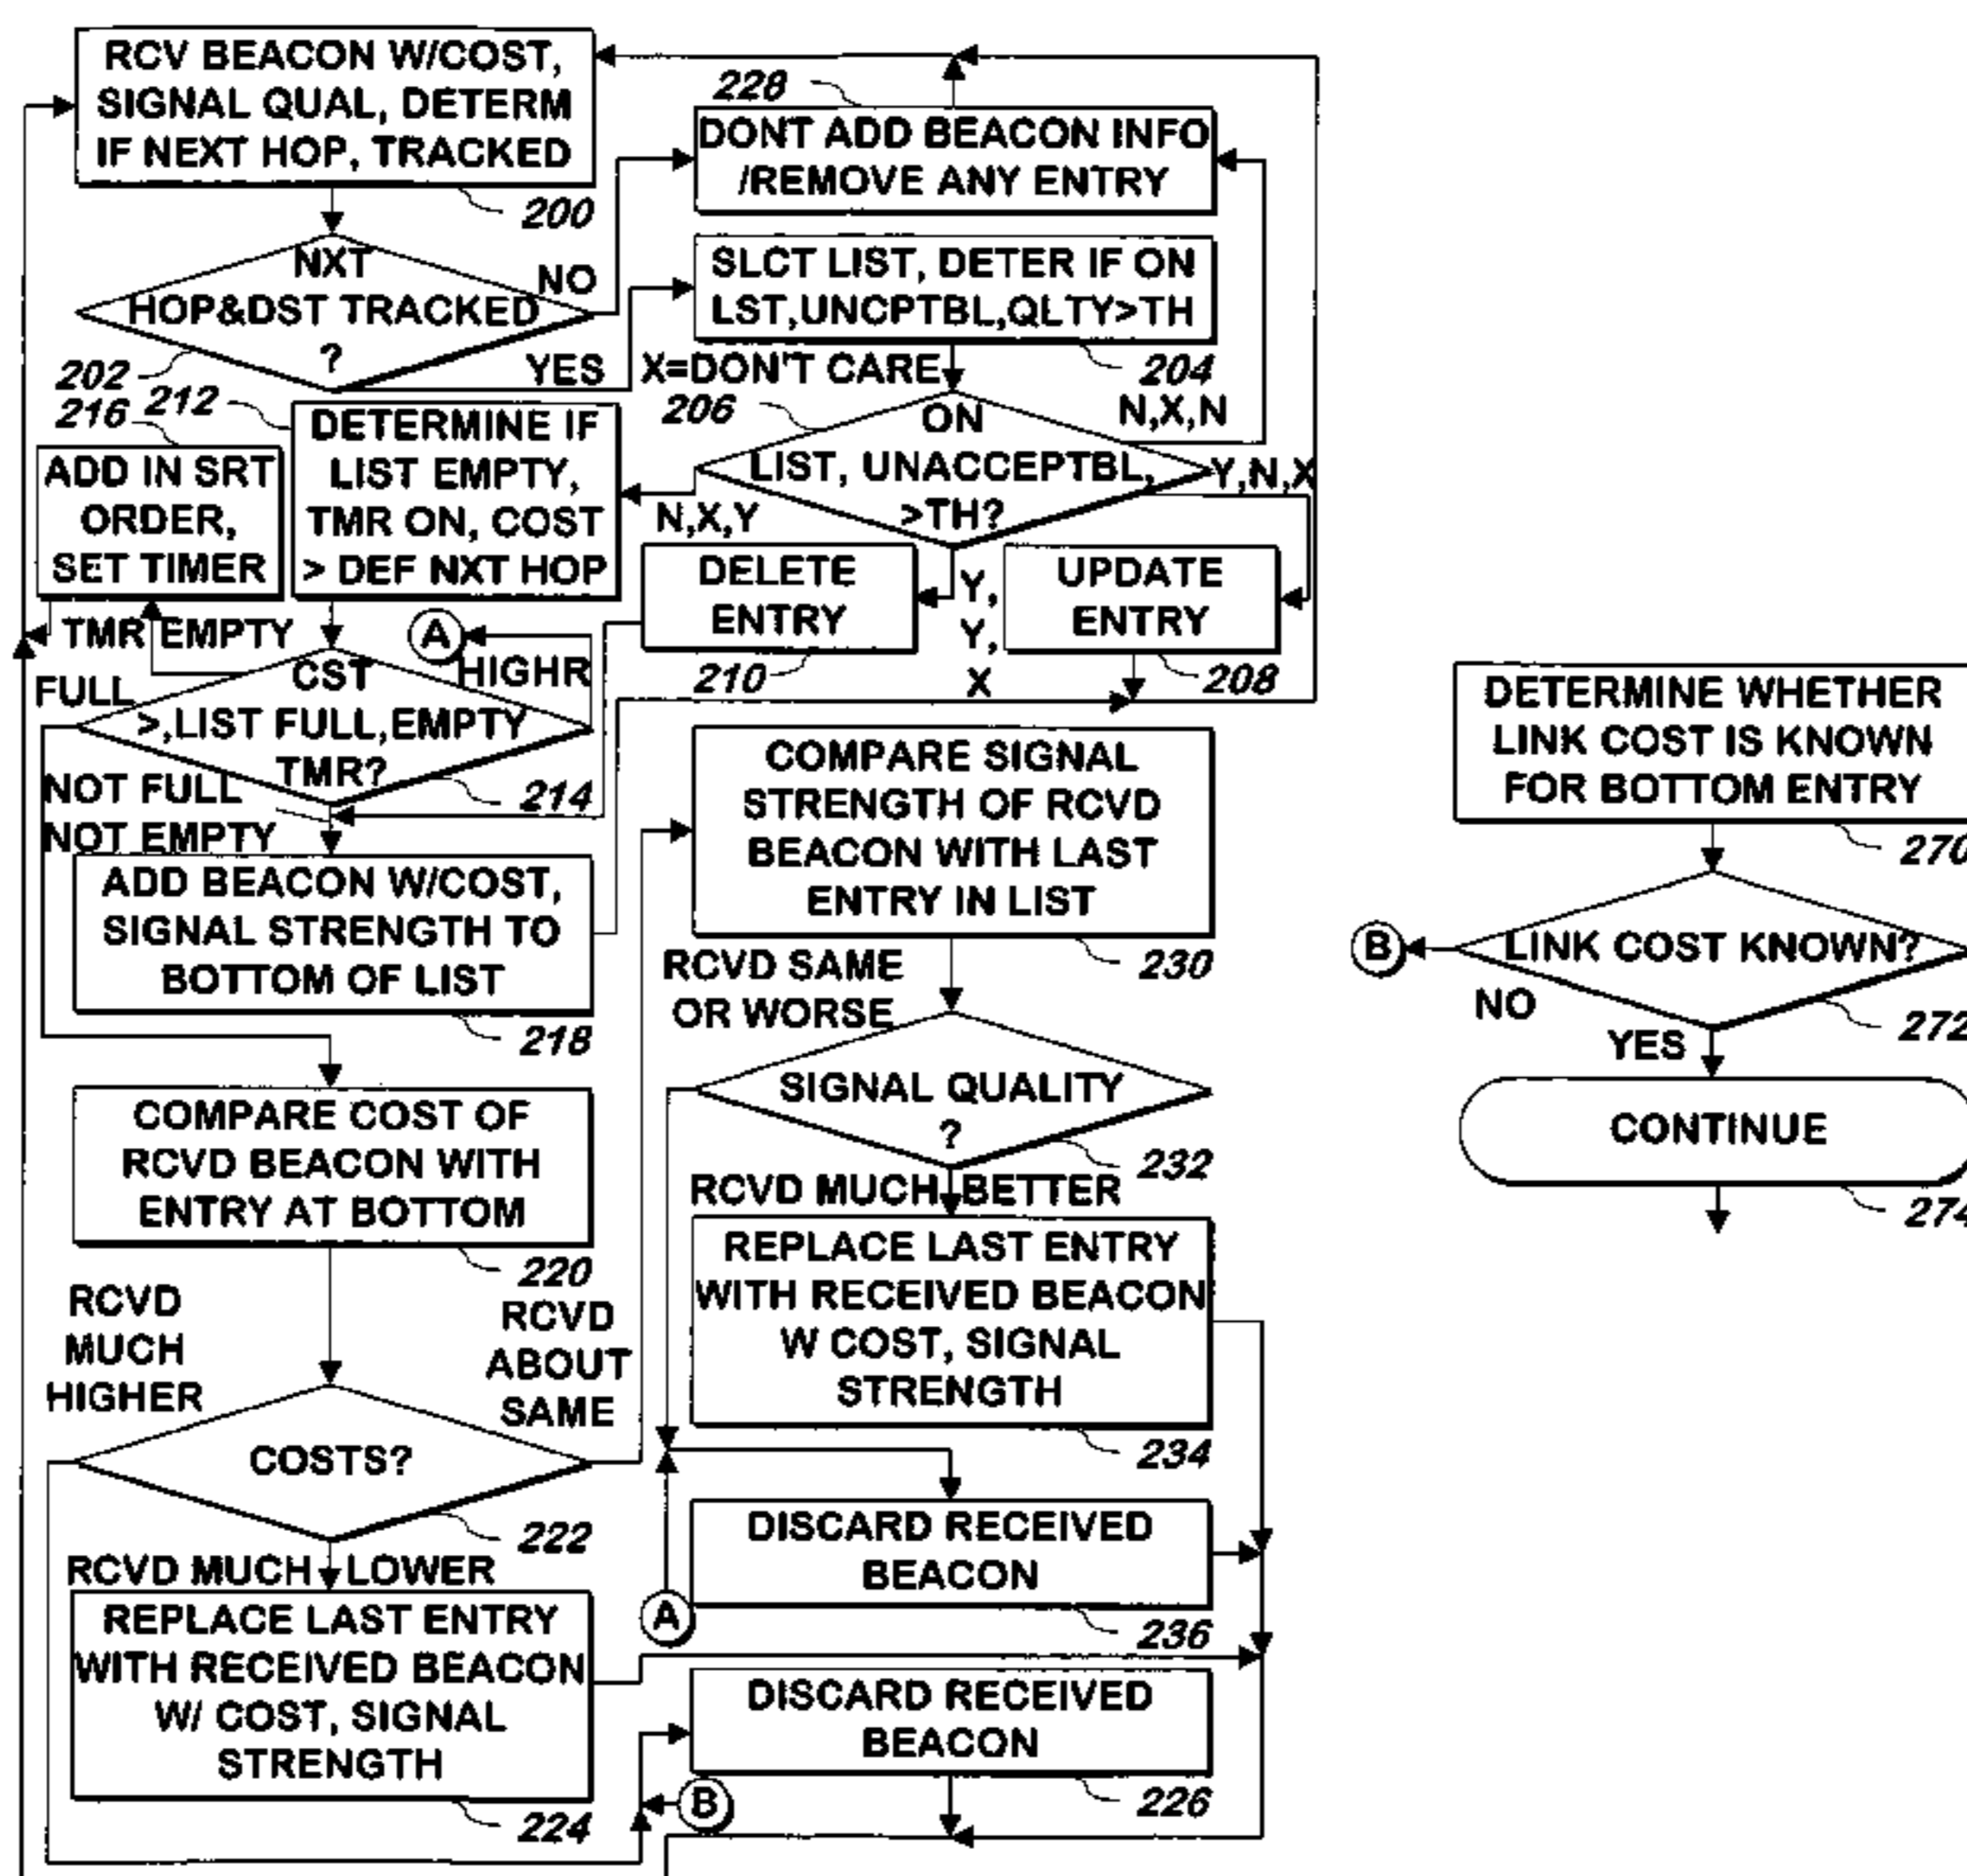 RCV BEACON W/COST,
SIGNAL QUAL, DETERM
IF NEXT HOP, TRACKED
200
NXT
HOP&DST TRACKED
?
NO
YES
202
228
DONT ADD BEACON INFO
/REMOVE ANY ENTRY
SLCT LIST, DETER IF ON
LST,UNCPTBL,QLTY>TH
204
X=DON'T CARE
206
ON
LIST, UNACCEPTBL,
>TH?
N,X,N
Y,N,X
N,X,Y
Y,
Y,
X
216
212
ADD IN SRT
ORDER,
SET TIMER
DETERMINE IF
LIST EMPTY,
TMR ON, COST
> DEF NXT HOP
DELETE
ENTRY
210
UPDATE
ENTRY
208
TMR EMPTY
A
HIGHR
FULL
CST
>,LIST FULL,EMPTY
TMR?
214
NOT FULL
NOT EMPTY
ADD BEACON W/COST,
SIGNAL STRENGTH TO
BOTTOM OF LIST
218
COMPARE SIGNAL
STRENGTH OF RCVD
BEACON WITH LAST
ENTRY IN LIST
230
RCVD SAME
OR WORSE
SIGNAL QUALITY
?
232
RCVD MUCH BETTER
REPLACE LAST ENTRY
WITH RECEIVED BEACON
W COST, SIGNAL
STRENGTH
234
COMPARE COST OF
RCVD BEACON WITH
ENTRY AT BOTTOM
220
RCVD
MUCH
HIGHER
RCVD
ABOUT
SAME
COSTS?
222
RCVD MUCH LOWER
REPLACE LAST ENTRY
WITH RECEIVED BEACON
W/ COST, SIGNAL
STRENGTH
224
DISCARD RECEIVED
BEACON
236
A
DISCARD RECEIVED
BEACON
226
B
DETERMINE WHETHER
LINK COST IS KNOWN
FOR BOTTOM ENTRY
270
B
LINK COST KNOWN?
NO
272
YES
CONTINUE
274